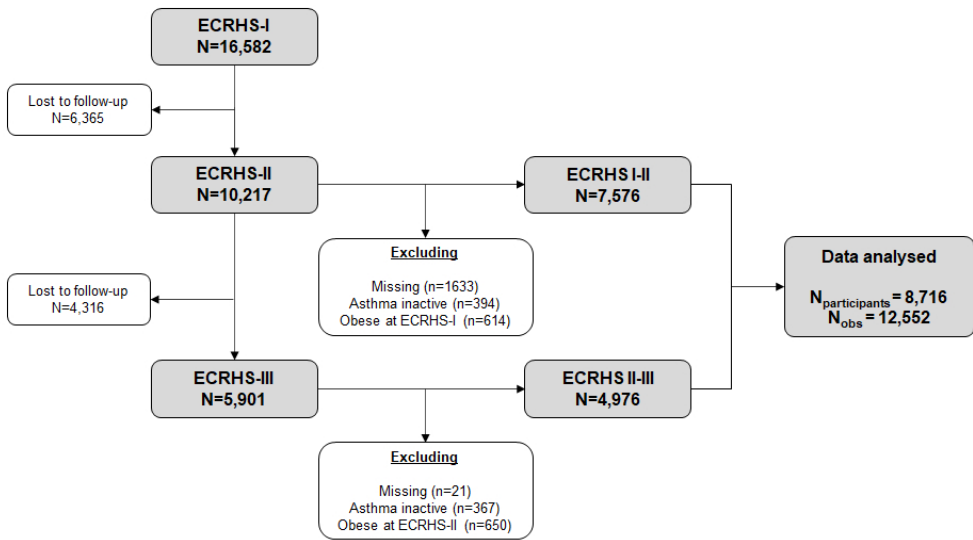 ECRHS-I
N=16,582
Lost to follow-up
N=6,365
ECRHS-II
N=10,217
ECRHS I-II
N=7,576
Excluding
Missing (n=1633)
Asthma inactive (n=394)
Obese at ECRHS-I (n=614)
Data analysed
Nparticipants = 8,716
Nobs = 12,552
Lost to follow-up
N=4,316
ECRHS-III
N=5,901
ECRHS II-III
N=4,976
Excluding
Missing (n=21)
Asthma inactive (n=367)
Obese at ECRHS-II (n=650)